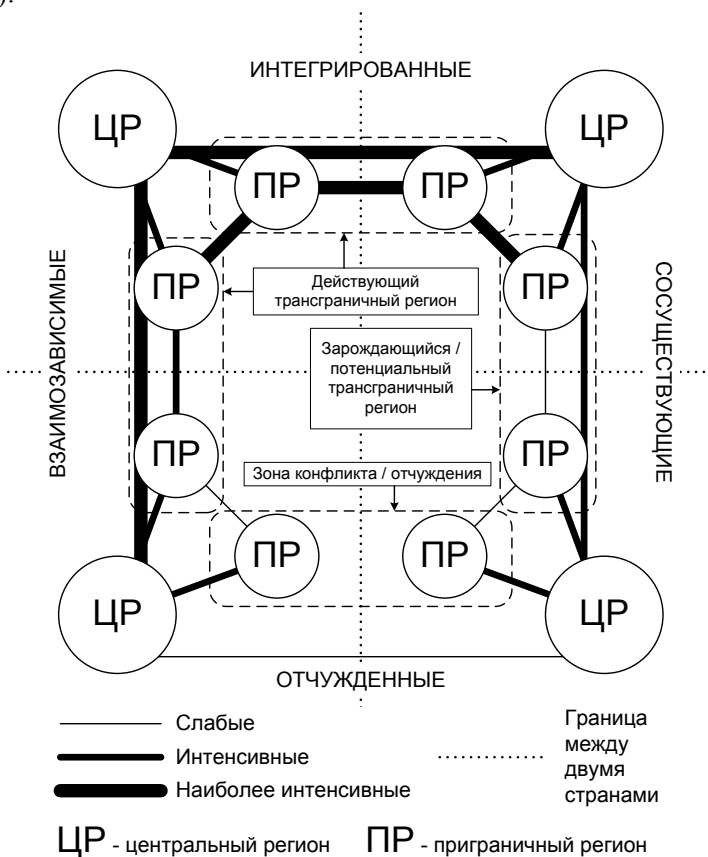 ).
ИНТЕГРИРОВАННЫЕ
ЦР
ЦР
ПР
ПР
ПР
ПР
Действующий
трансграничный регион
ВЗАИМОЗАВИСИМЫЕ
СОСУЩЕСТВУЮЩИЕ
Зарождающийся /
потенциальный
трансграничный
регион
ПР
ПР
Зона конфликта / отчуждения
ПР
ПР
ЦР
ЦР
ОТЧУЖДЕННЫЕ
Слабые
Интенсивные
Наиболее интенсивные
Граница
между
двумя
странами
ЦР - центральный регион ПР - приграничный регион